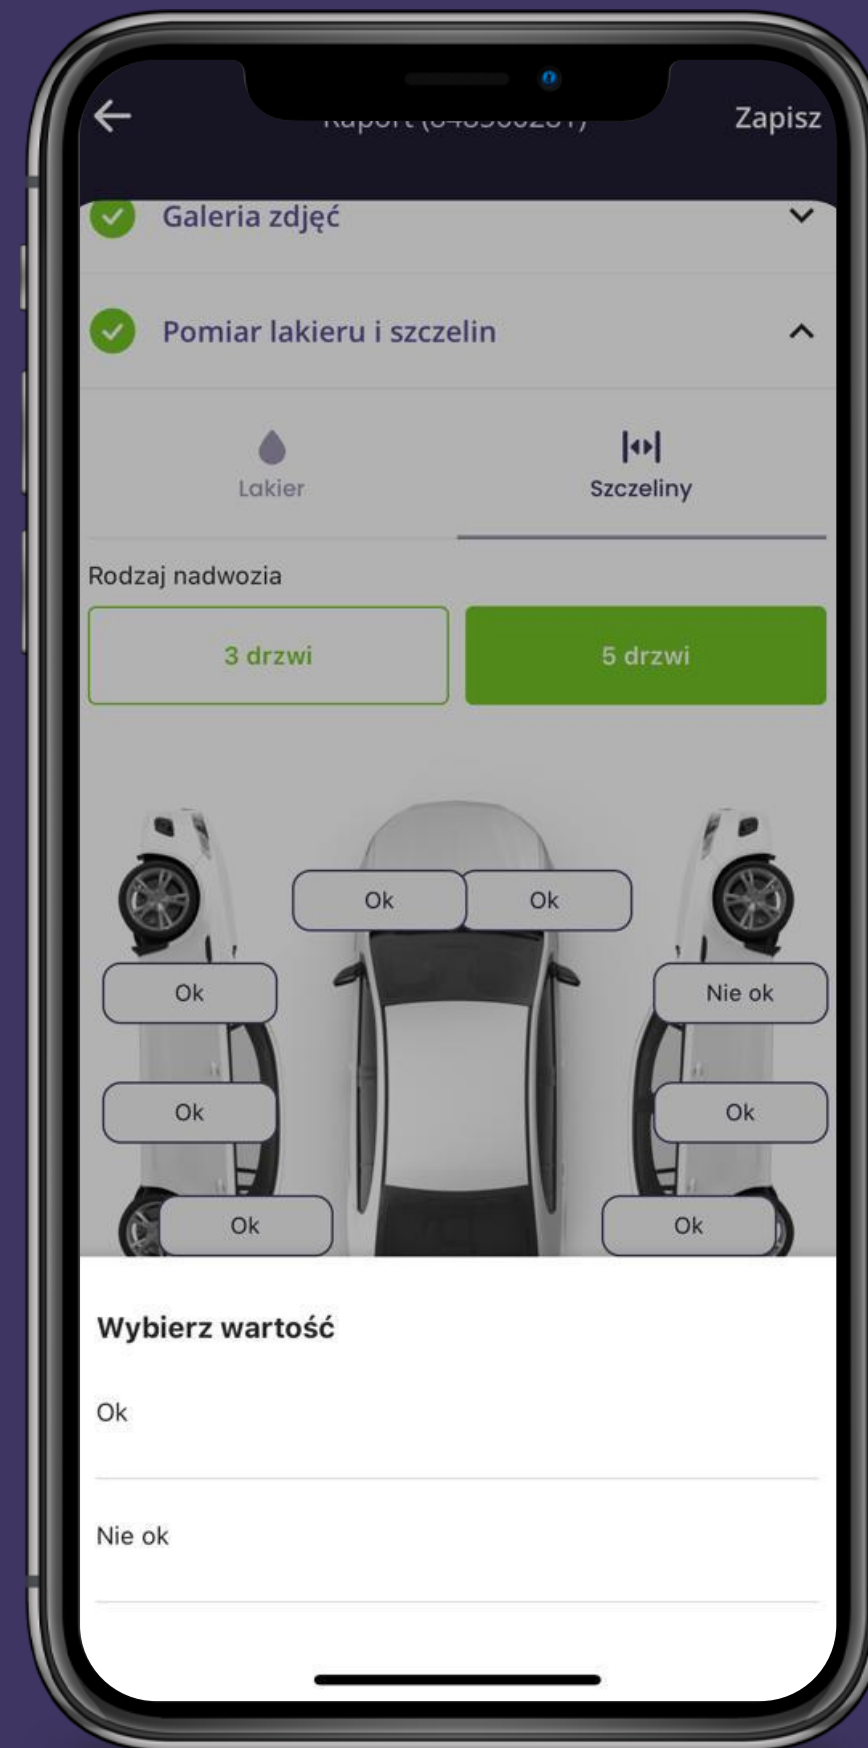 Zapisz
Galeria zdjęć
Pomiar lakieru i szczelin
Lakier
Szczeliny
Rodzaj nadwozia
3 drzwi
5 drzwi
Ok
Ok
Ok
Nie ok
Ok
Ok
Ok
Ok
Wybierz wartość
Ok
Nie ok